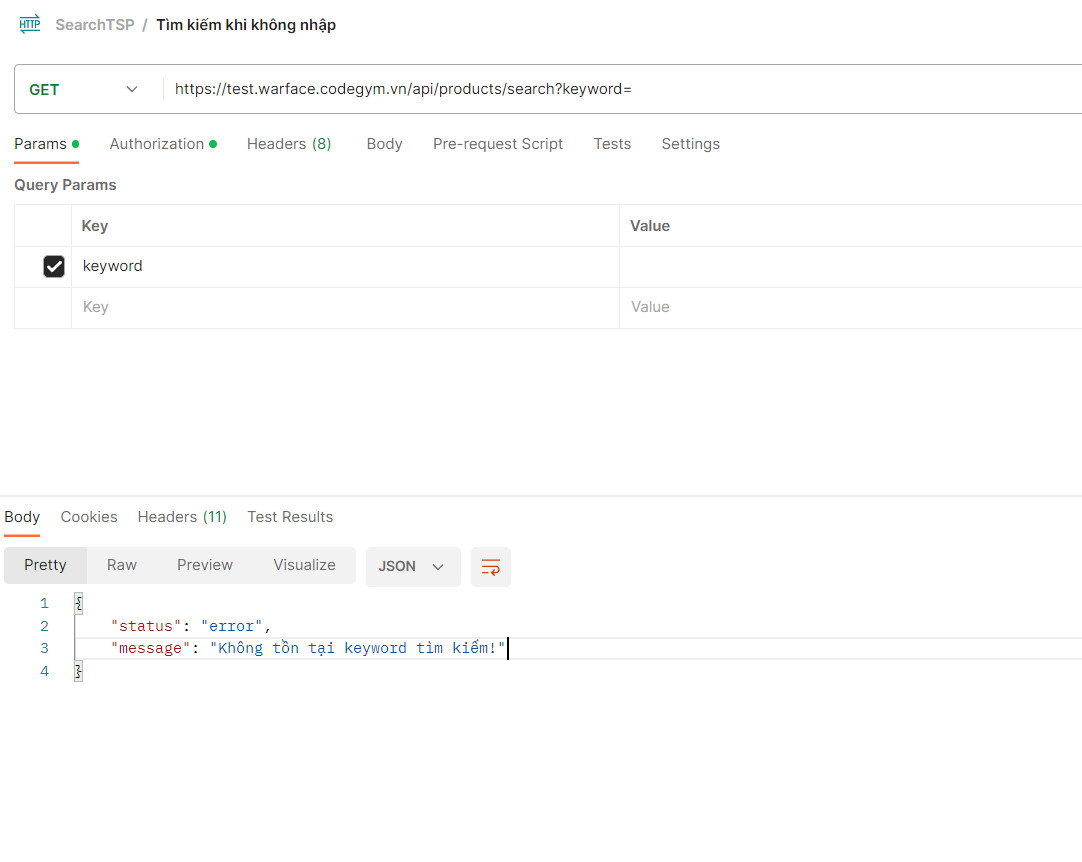 HTTP SearchTSP / Tìm kiếm khi không nhập
GET https://test.warface.codegym.vn/api/products/search?keyword=
Params Authorization Headers (8) Body Pre-request Script Tests Settings
Query Params
Key Value
keyword
Key Value
Body Cookies Headers (11) Test Results
Pretty Raw Preview Visualize JSON
1 {
2 "status": "error",
3 "message": "Không tồn tại keyword tìm kiếm!"
4 }